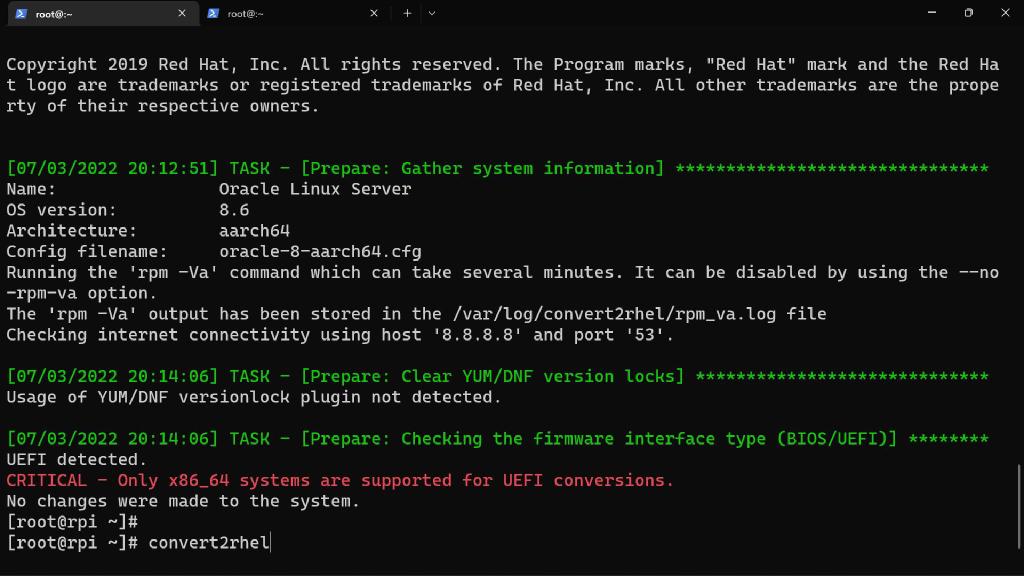 root@:~
root@:~
Copyright 2019 Red Hat, Inc. All rights reserved. The Program marks, "Red Hat" mark and the Red Ha
t logo are trademarks or registered trademarks of Red Hat, Inc. All other trademarks are the prope
rty of their respective owners.
[07/03/2022 20:12:51] TASK - [Prepare: Gather system information] *******************************
Name: Oracle Linux Server
OS version: 8.6
Architecture: aarch64
Config filename: oracle-8-aarch64.cfg
Running the 'rpm -Va' command which can take several minutes. It can be disabled by using the --no
-rpm-va option.
The 'rpm -Va' output has been stored in the /var/log/convert2rhel/rpm_va.log file
Checking internet connectivity using host '8.8.8.8' and port '53'.
[07/03/2022 20:14:06] TASK - [Prepare: Clear YUM/DNF version locks] *****************************
Usage of YUM/DNF versionlock plugin not detected.
[07/03/2022 20:14:06] TASK - [Prepare: Checking the firmware interface type (BIOS/UEFI)] ********
UEFI detected.
CRITICAL - Only x86_64 systems are supported for UEFI conversions.
No changes were made to the system.
[root@rpi ~]#
[root@rpi ~]# convert2rhel